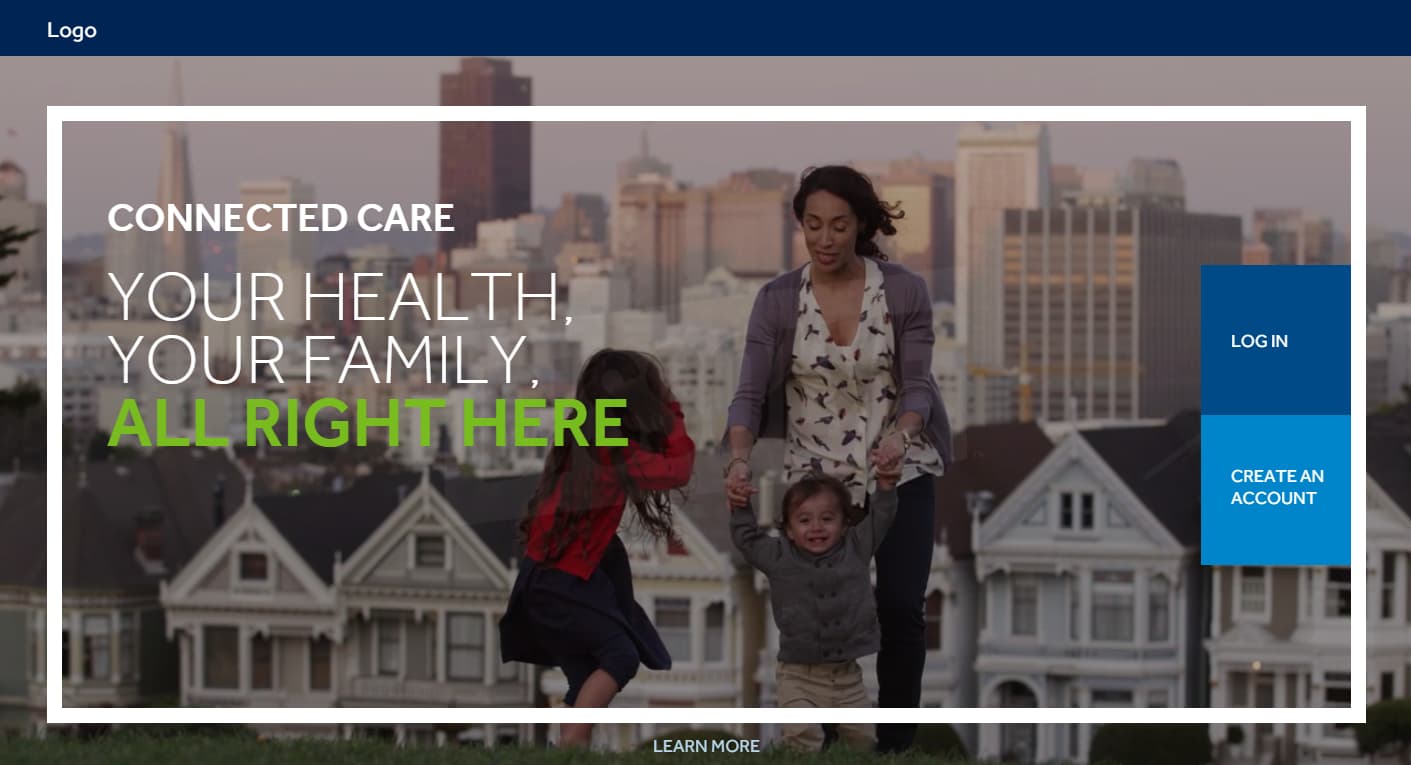 Logo
CONNECTED CARE
YOUR HEALTH,
YOUR FAMILY,
ALL RIGHT HERE
LOG IN
CREATE AN
ACCOUNT
LEARN MORE